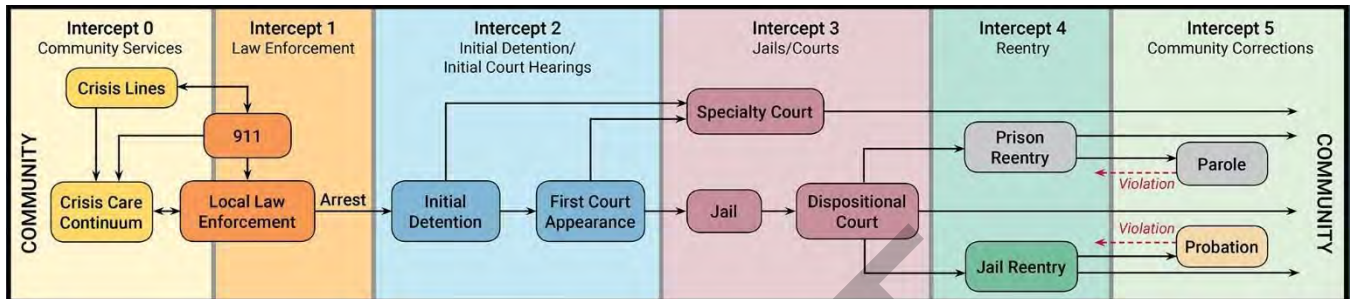 Intercept 0
Community Services
Intercept 1
Law Enforcement
Intercept 2
Initial Detention/
Initial Court Hearings
Intercept 3
Jails/Courts
Intercept 4
Reentry
Intercept 5
Community Corrections
COMMUNITY
Crisis Lines
911
Crisis Care
Continuum
Local Law
Enforcement
Arrest
Initial
Detention
First Court
Appearance
Specialty Court
Jail
Dispositional
Court
Prison
Reentry
Parole
Violation
Jail Reentry
Probation
Violation
COMMUNITY